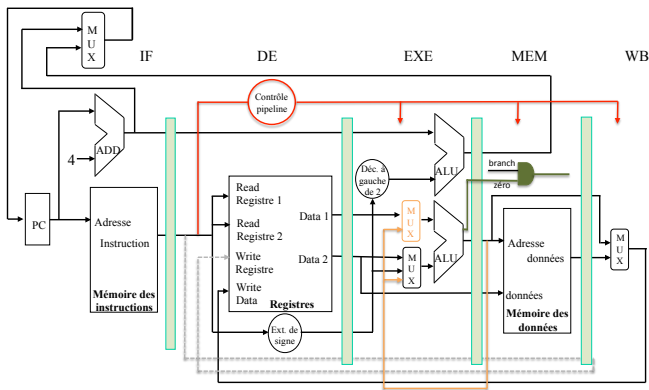 M
U
X
IF
DE
EXE
MEM
WB
Contrôle
pipeline
ADD
4
ALU
Déc. à
gauche
de 2
branch
zéro
PC
Adresse
Instruction
Mémoire des
instructions
Read
Registre 1
Read
Registre 2
Write
Registre
Write
Data
Data 1
Data 2
Registres
Ext. de
signe
M
U
X
M
U
X
ALU
Adresse
données
données
Mémoire des
données
M
U
X